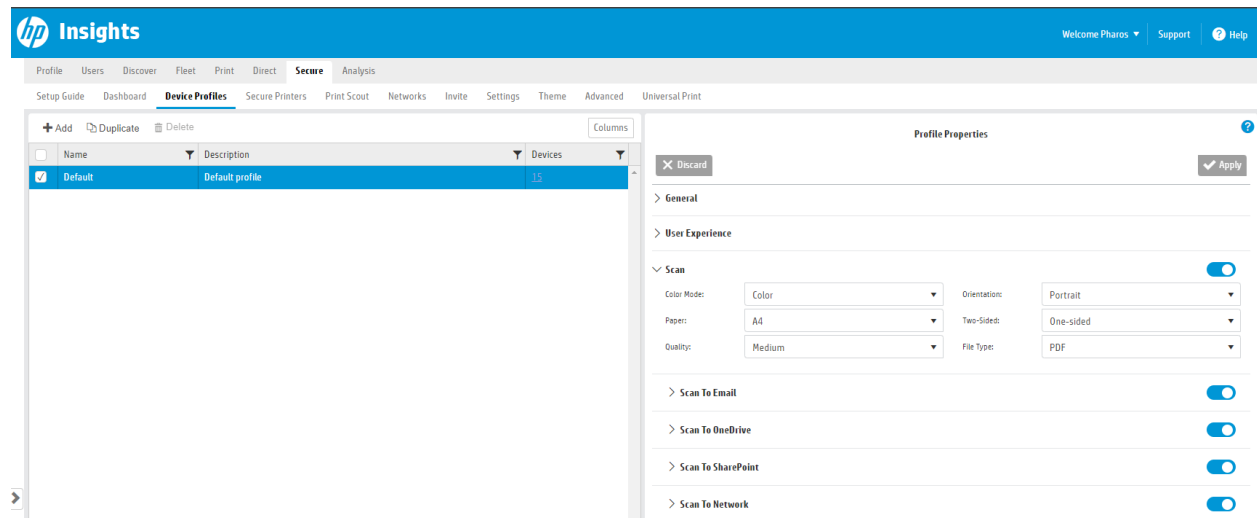 hp Insights
Welcome Pharos Support ? Help
Profile Users Discover Fleet Print Direct Secure Analysis
Setup Guide Dashboard Device Profiles Secure Printers Print Scout Networks Invite Settings Theme Advanced Universal Print
Add Duplicate Delete Columns
Name Description Devices
Default Default profile 15
Profile Properties ?
Discard Apply
General
User Experience
Scan
Color Mode: Color Orientation: Portrait
Paper: A4 Two-Sided: One-sided
Quality: Medium File Type: PDF
Scan To Email
Scan To OneDrive
Scan To SharePoint
Scan To Network